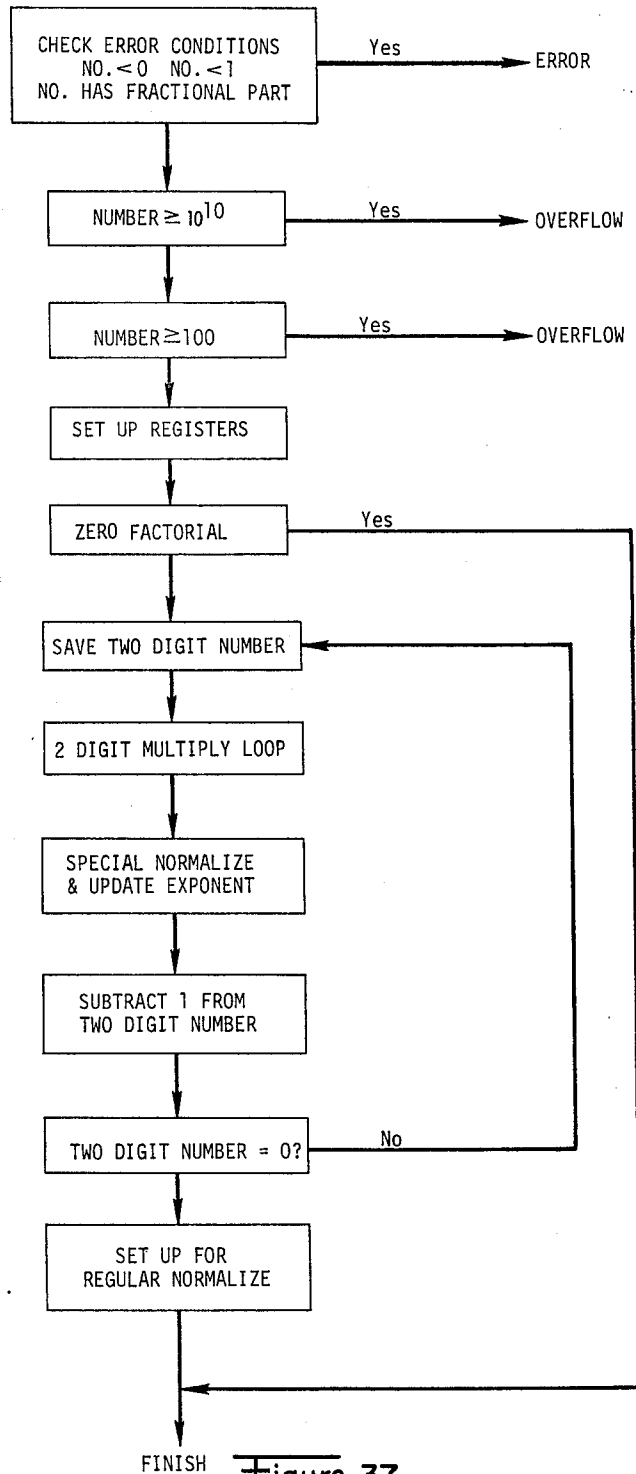 CHECK ERROR CONDITIONS
NO.<0 NO.<1
NO. HAS FRACTIONAL PART
Yes
ERROR
NUMBER ≥ 10¹⁰
Yes
OVERFLOW
NUMBER ≥100
Yes
OVERFLOW
SET UP REGISTERS
ZERO FACTORIAL
Yes
SAVE TWO DIGIT NUMBER
2 DIGIT MULTIPLY LOOP
SPECIAL NORMALIZE
& UPDATE EXPONENT
SUBTRACT 1 FROM
TWO DIGIT NUMBER
TWO DIGIT NUMBER = 0?
No
SET UP FOR
REGULAR NORMALIZE
FINISH
Figure 37